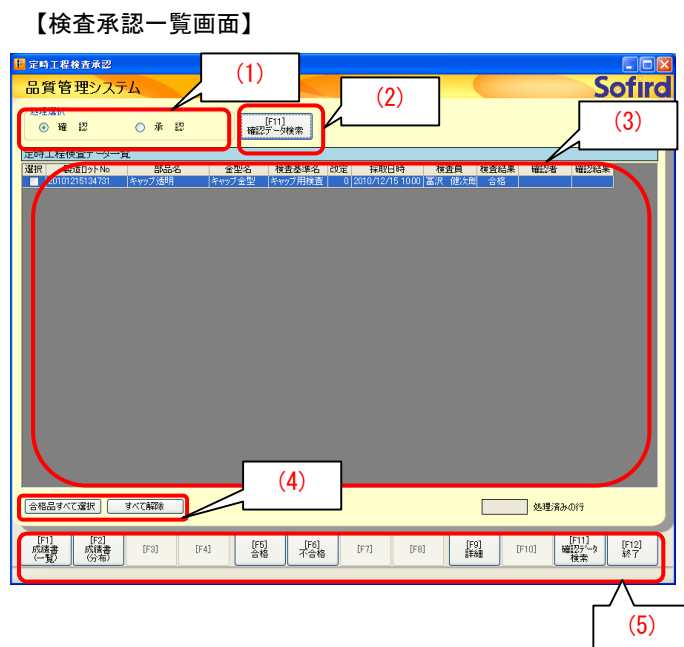 【検査承認一覧画面】
定時工程検査承認
品質管理システム
Sofird
(1)
(2)
(3)
処理選択
確 認
承 認
[F11]
確認データ検索
定時工程検査データ一覧
選択 製造ロットNo 部品名 金型名 検査基準名 改定 採取日時 検査員 検査結果 確認者 確認結果
20101215134731 キャップ透明 キャップ金型 キャップ用検査 0 2010/12/15 10:00 富沢 健次郎 合格
(4)
合格品すべて選択 すべて解除 処理済みの行
[F1] 成績書 (一覧)
[F2] 成績書 (分布)
[F3]
[F4]
[F5] 合格
[F6] 不合格
[F7]
[F8]
[F9] 詳細
[F10]
[F11] 確認データ 検索
[F12] 終了
(5)